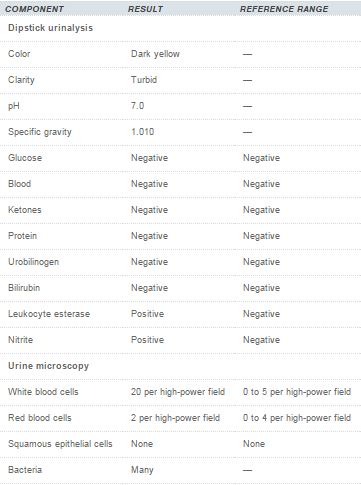 COMPONENT RESULT REFERENCE RANGE
Dipstick urinalysis
Color Dark yellow —
Clarity Turbid —
pH 7.0 —
Specific gravity 1.010 —
Glucose Negative Negative
Blood Negative Negative
Ketones Negative Negative
Protein Negative Negative
Urobilinogen Negative Negative
Bilirubin Negative Negative
Leukocyte esterase Positive Negative
Nitrite Positive Negative
Urine microscopy
White blood cells 20 per high-power field 0 to 5 per high-power field
Red blood cells 2 per high-power field 0 to 4 per high-power field
Squamous epithelial cells None None
Bacteria Many —